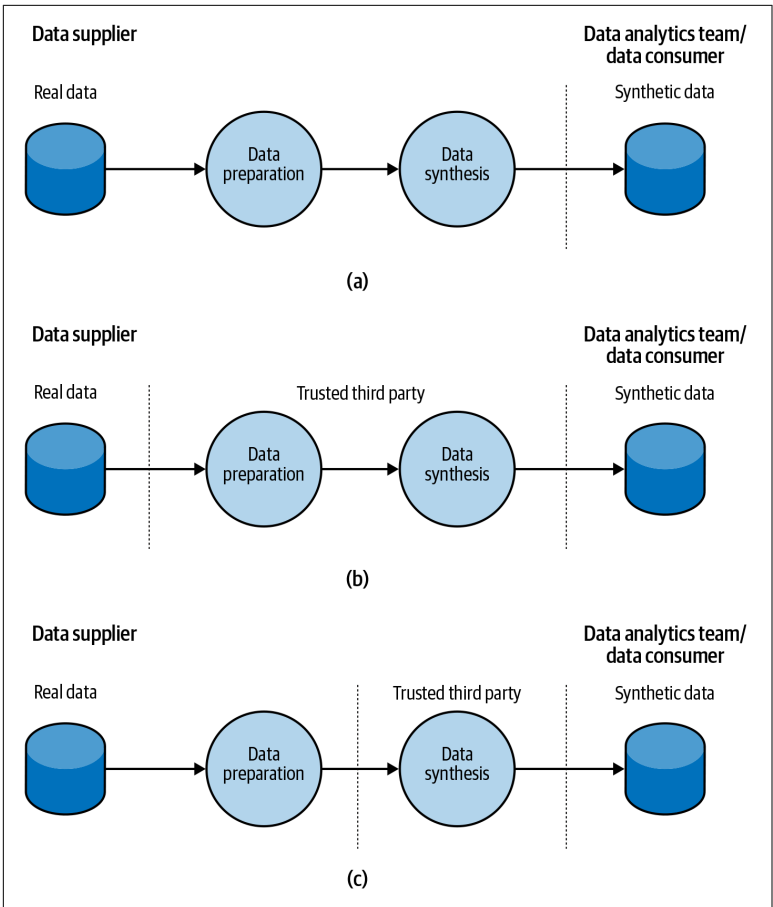 Data supplier
Data analytics team/
data consumer
Real data
Synthetic data
Data
preparation
Data
synthesis
(a)
Data supplier
Data analytics team/
data consumer
Real data
Trusted third party
Synthetic data
Data
preparation
Data
synthesis
(b)
Data supplier
Data analytics team/
data consumer
Real data
Trusted third party
Synthetic data
Data
preparation
Data
synthesis
(c)